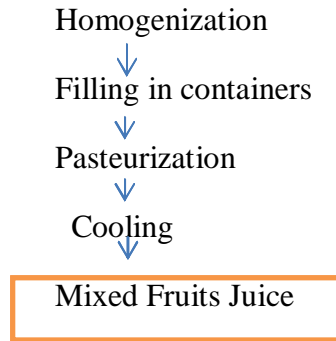 Homogenization
Filling in containers
Pasteurization
Cooling
Mixed Fruits Juice